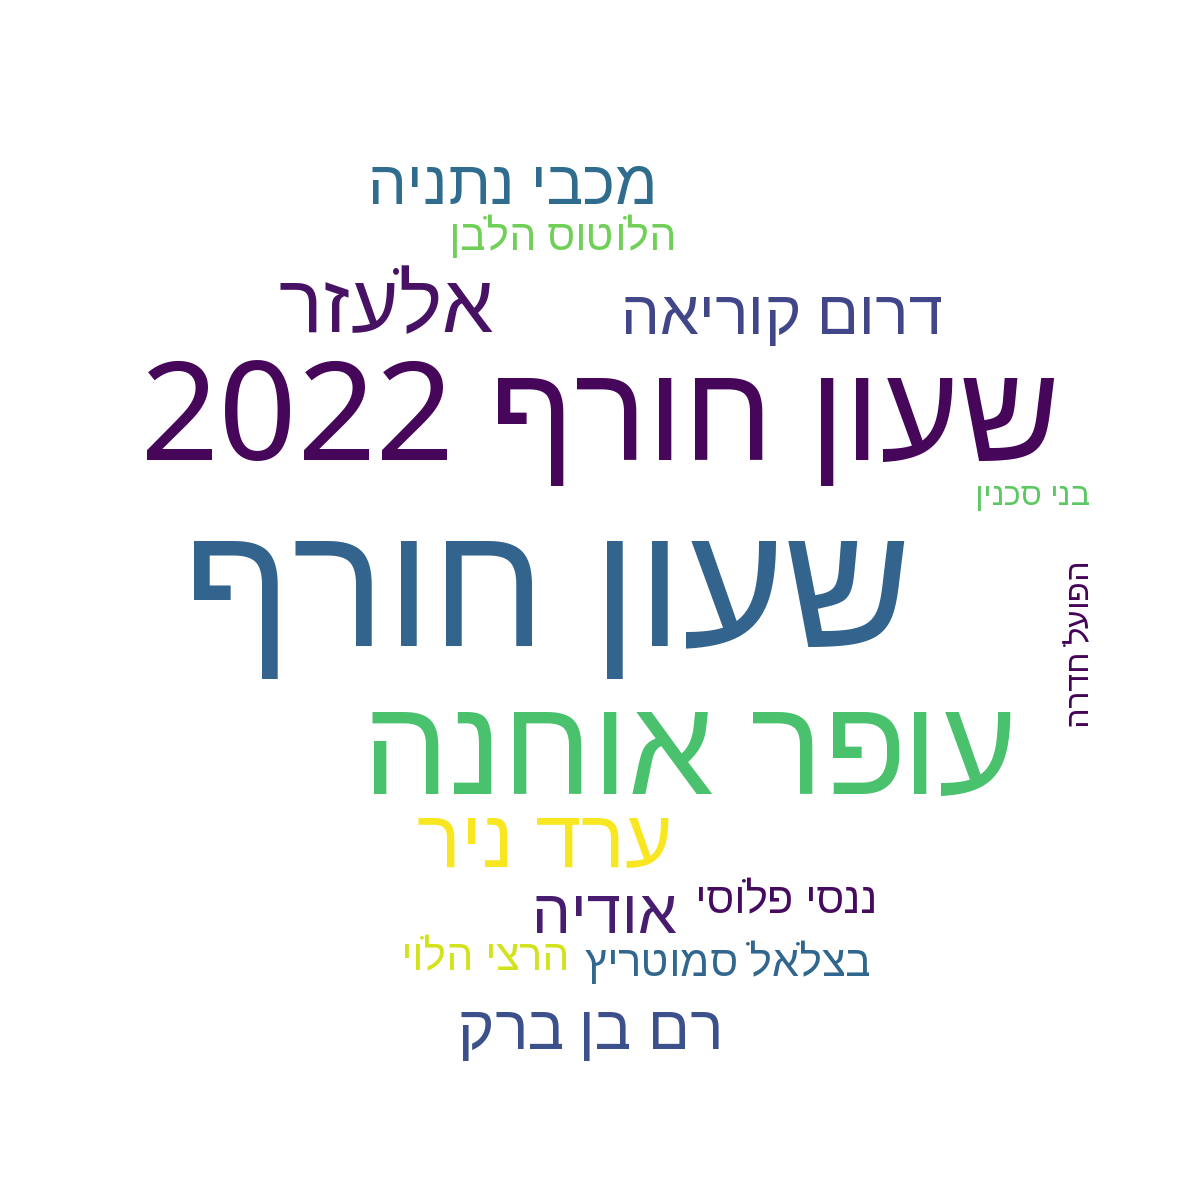 מכבי נתניה
הלוטוס הלבן
אלעזר
דרום קוריאה
שעון חורף 2022
בני סכנין
שעון חורף
הפועל חדרה
עופר אוחנה
ערד ניר
ננסי פלוסי
אודיה
הרצי הלוי
בצלאל סמוטריץ
רם בן ברק